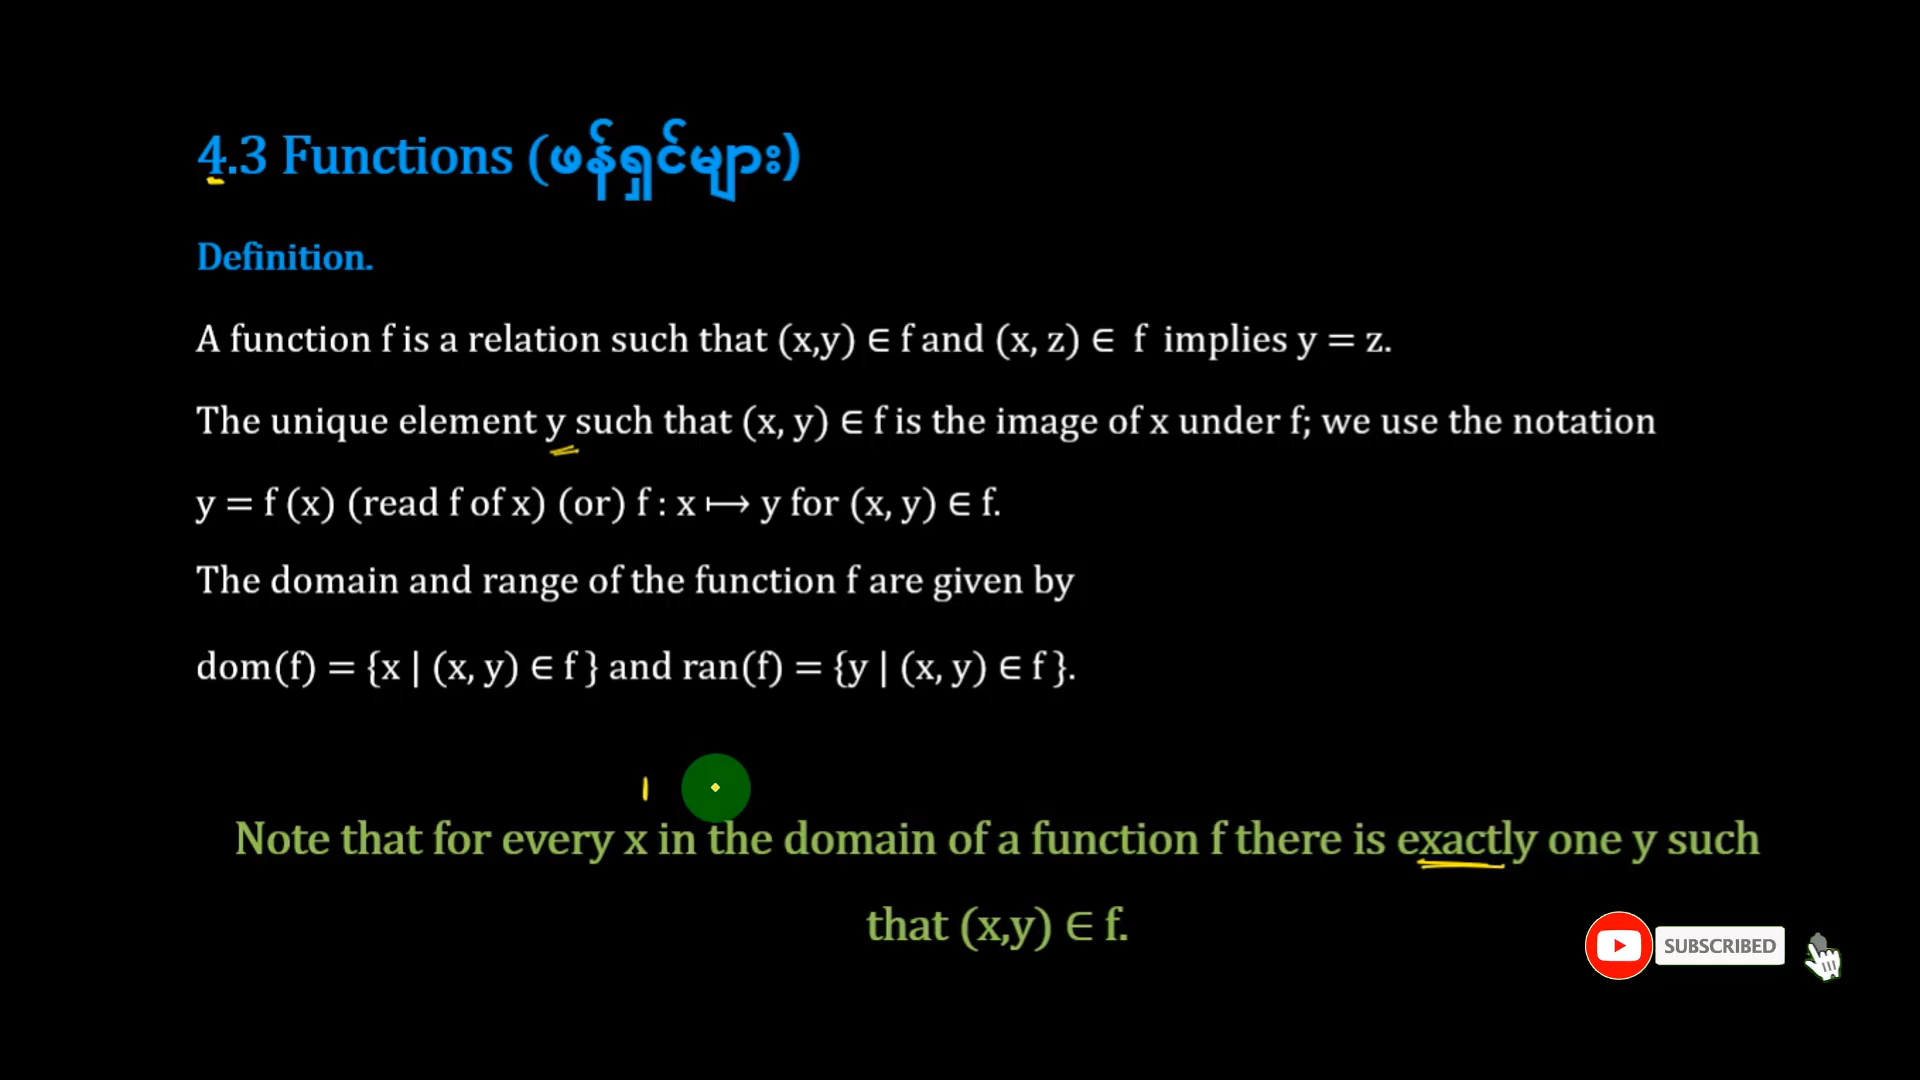 4.3 Functions (ဖန်ရှင်များ)
Definition.
A function f is a relation such that (x,y) ∈ f and (x, z) ∈ f implies y = z.
The unique element y such that (x, y) ∈ f is the image of x under f; we use the notation
y = f (x) (read f of x) (or) f : x ⟼ y for (x, y) ∈ f.
The domain and range of the function f are given by
dom(f) = {x | (x, y) ∈ f } and ran(f) = {y | (x, y) ∈ f }.
Note that for every x in the domain of a function f there is exactly one y such
that (x,y) ∈ f.
SUBSCRIBED